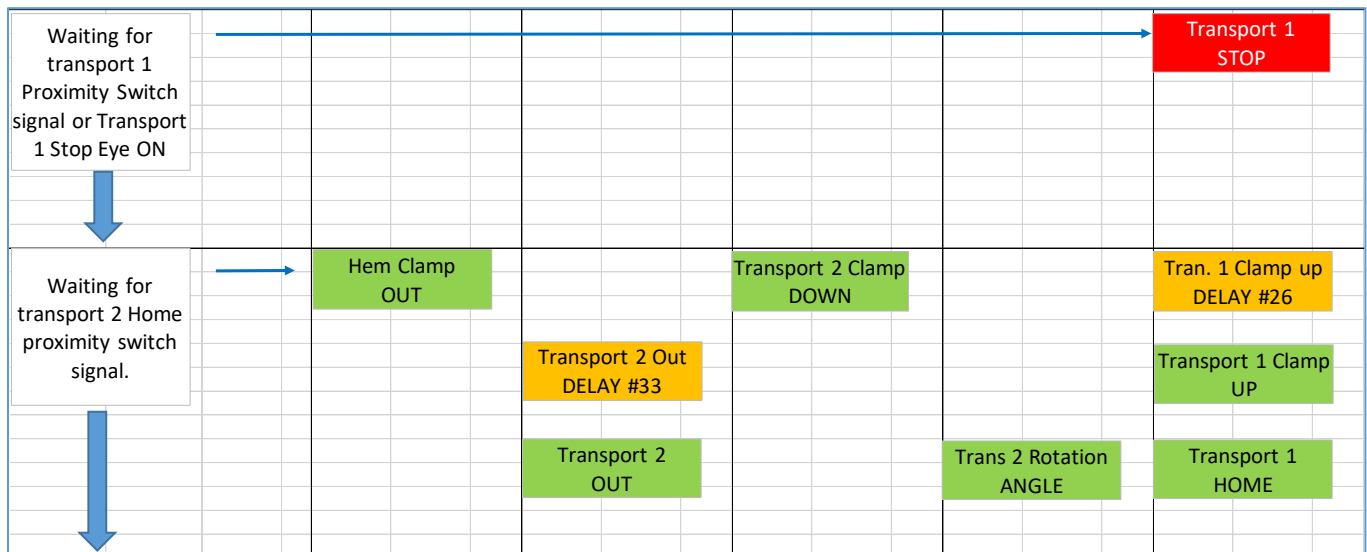 Waiting for
transport 1
Proximity Switch
signal or Transport
1 Stop Eye ON
Transport 1
STOP
Waiting for
transport 2 Home
proximity switch
signal.
Hem Clamp
OUT
Transport 2 Clamp
DOWN
Tran. 1 Clamp up
DELAY #26
Transport 2 Out
DELAY #33
Transport 1 Clamp
UP
Transport 2
OUT
Trans 2 Rotation
ANGLE
Transport 1
HOME